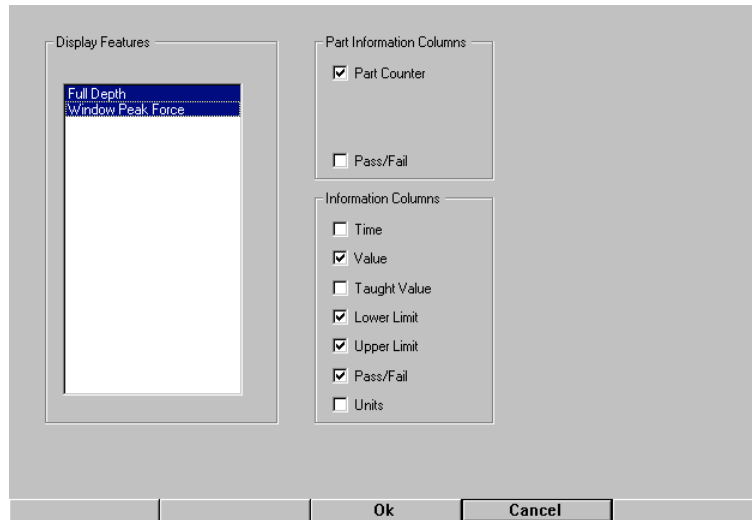 Display Features
Full Depth
Window Peak Force
Part Information Columns
Part Counter
Pass/Fail
Information Columns
Time
Value
Taught Value
Lower Limit
Upper Limit
Pass/Fail
Units
Ok
Cancel